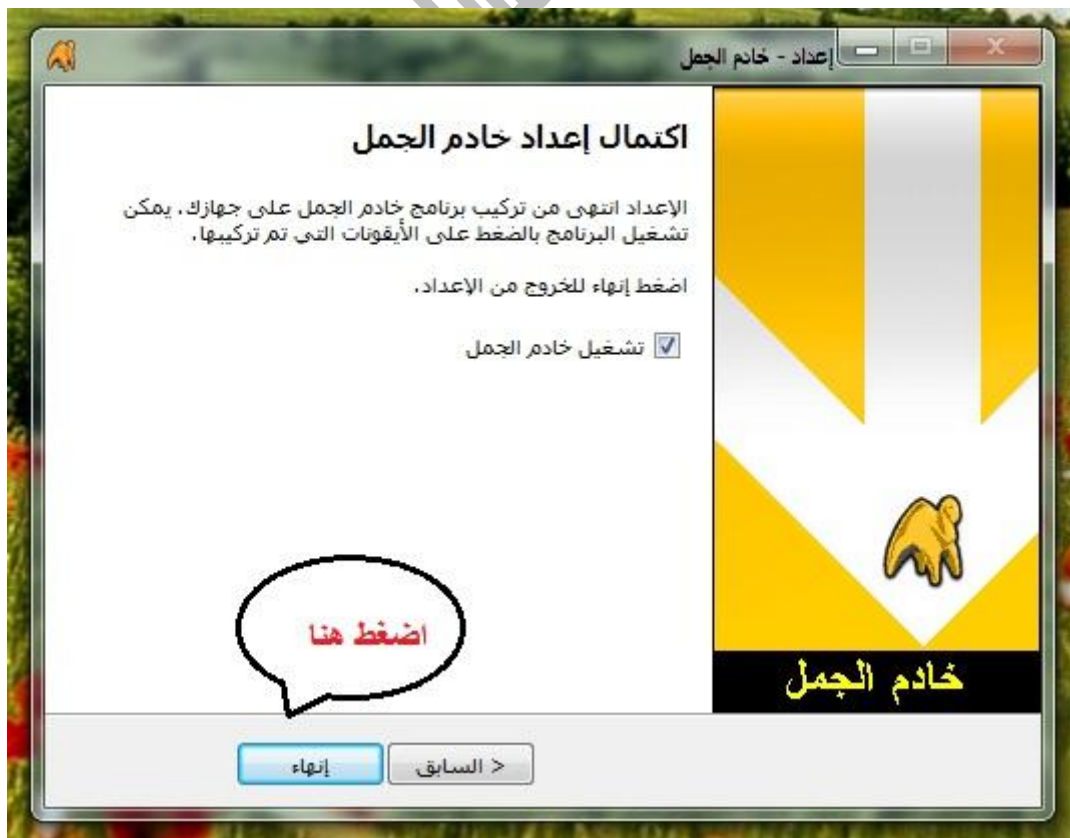 إعداد - خادم الجمل
اكتمال إعداد خادم الجمل
الإعداد انتهى من تركيب برنامج خادم الجمل على جهازك. يمكن
تشغيل البرنامج بالضغط على الأيقونات التي تم تركيبها.
اضغط إنهاء للخروج من الإعداد.
تشغيل خادم الجمل
اضغط هنا
خادم الجمل
< السابق
إنهاء